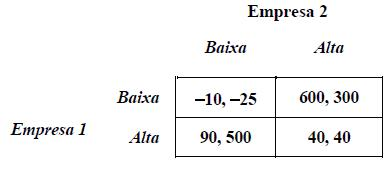 Empresa 2
Baixa Alta
Baixa –10, –25 600, 300
Empresa 1
Alta 90, 500 40, 40